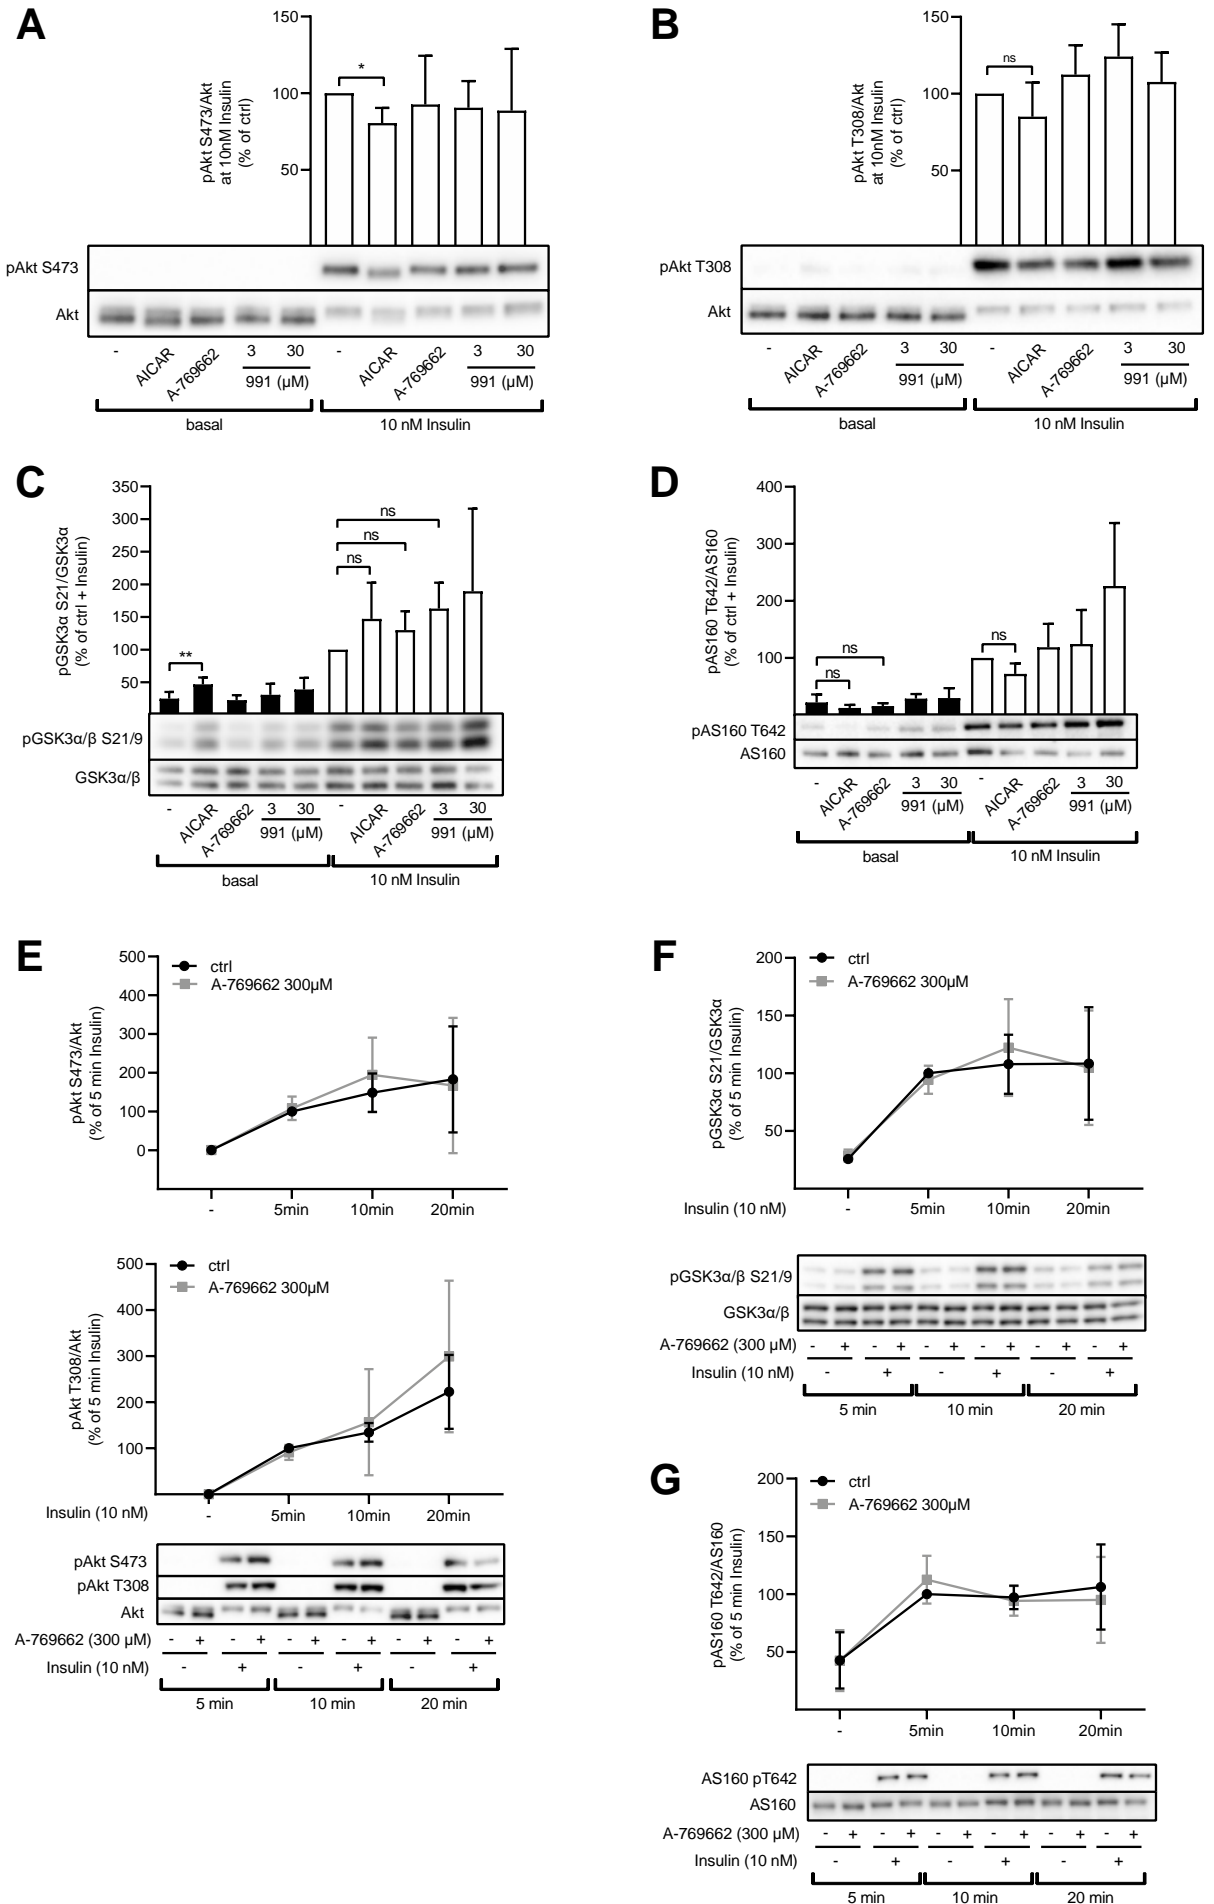 A
pAkt S473/Akt
at 10nM Insulin
(% of ctrl)
150
100
50
*
pAkt S473
Akt
- AICAR A-769662 3 30 - AICAR A-769662 3 30
991 (µM) 991 (µM)
basal 10 nM Insulin
B
pAkt T308/Akt
at 10nM Insulin
(% of ctrl)
150
100
50
ns
pAkt T308
Akt
- AICAR A-769662 3 30 - AICAR A-769662 3 30
991 (µM) 991 (µM)
basal 10 nM Insulin
C
pGSK3α S21/GSK3α
(% of ctrl + Insulin)
350
300
250
200
150
100
50
**
ns
ns
ns
pGSK3α/β S21/9
GSK3α/β
- AICAR A-769662 3 30 - AICAR A-769662 3 30
991 (µM) 991 (µM)
basal 10 nM Insulin
D
pAS160 T642/AS160
(% of ctrl + Insulin)
400
300
200
100
ns
ns
ns
pAS160 T642
AS160
- AICAR A-769662 3 30 - AICAR A-769662 3 30
991 (µM) 991 (µM)
basal 10 nM Insulin
E
pAkt S473/Akt
(% of 5 min Insulin)
500
400
300
200
100
0
ctrl
A-769662 300µM
- 5min 10min 20min
pAkt T308/Akt
(% of 5 min Insulin)
500
400
300
200
100
ctrl
A-769662 300µM
Insulin (10 nM) - 5min 10min 20min
pAkt S473
pAkt T308
Akt
A-769662 (300 µM) - + - + - + - + - + - +
Insulin (10 nM) - + - + - +
5 min 10 min 20 min
F
pGSK3α S21/GSK3α
(% of 5 min Insulin)
200
150
100
50
ctrl
A-769662 300µM
Insulin (10 nM) - 5min 10min 20min
pGSK3α/β S21/9
GSK3α/β
A-769662 (300 µM) - + - + - + - + - + - +
Insulin (10 nM) - + - + - +
5 min 10 min 20 min
G
pAS160 T642/AS160
(% of 5 min Insulin)
200
150
100
50
ctrl
A-769662 300µM
- 5min 10min 20min
AS160 pT642
AS160
A-769662 (300 µM) - + - + - + - + - + - +
Insulin (10 nM) - + - + - +
5 min 10 min 20 min